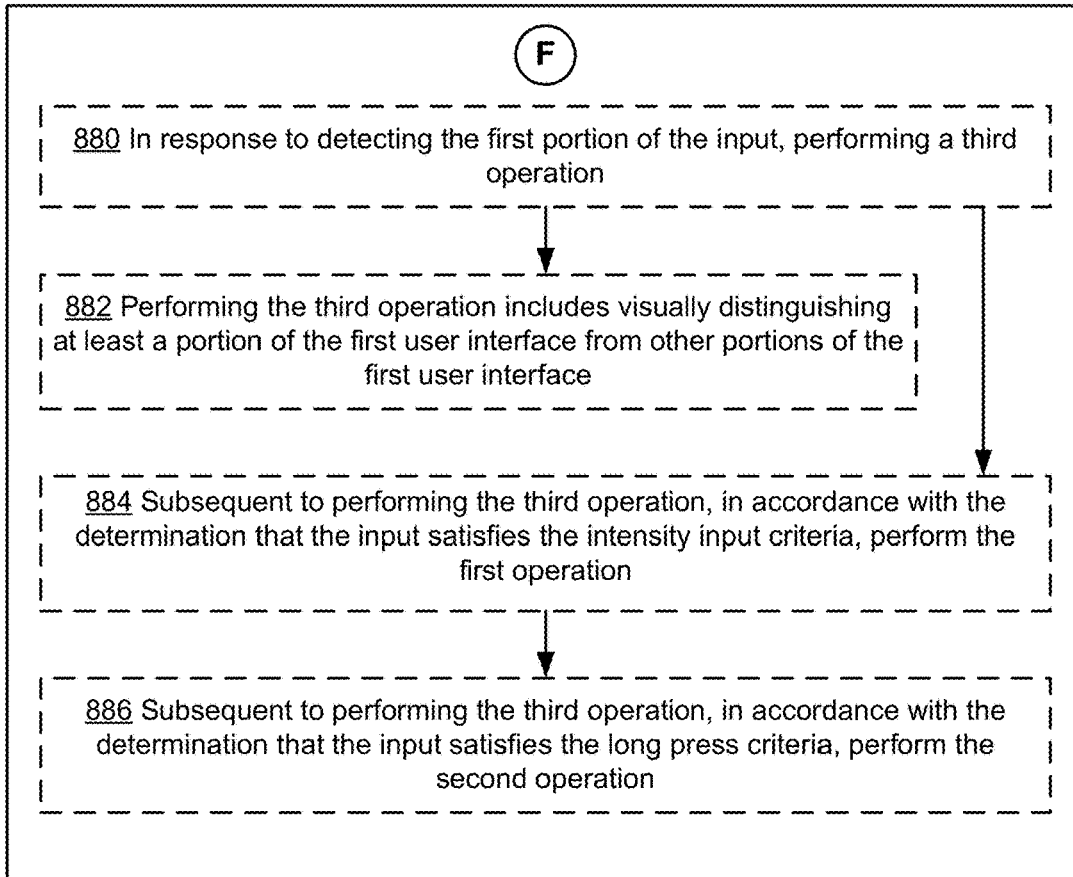 F
880 In response to detecting the first portion of the input, performing a third
operation
882 Performing the third operation includes visually distinguishing
at least a portion of the first user interface from other portions of the
first user interface
884 Subsequent to performing the third operation, in accordance with the
determination that the input satisfies the intensity input criteria, perform the
first operation
886 Subsequent to performing the third operation, in accordance with the
determination that the input satisfies the long press criteria, perform the
second operation